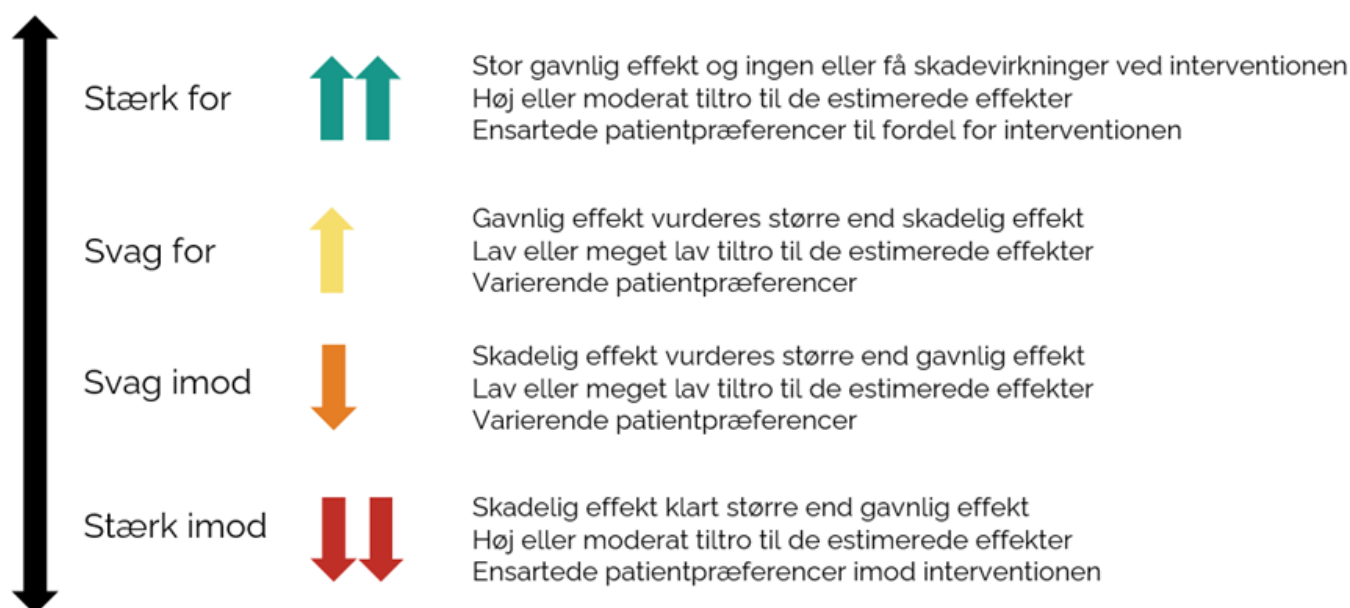 Stærk for
Stor gavnlig effekt og ingen eller få skadevirkninger ved interventionen
Høj eller moderat tiltro til de estimerede effekter
Ensartede patientpræferencer til fordel for interventionen
Svag for
Gavnlig effekt vurderes større end skadelig effekt
Lav eller meget lav tiltro til de estimerede effekter
Varierende patientpræferencer
Svag imod
Skadelig effekt vurderes større end gavnlig effekt
Lav eller meget lav tiltro til de estimerede effekter
Varierende patientpræferencer
Stærk imod
Skadelig effekt klart større end gavnlig effekt
Høj eller moderat tiltro til de estimerede effekter
Ensartede patientpræferencer imod interventionen